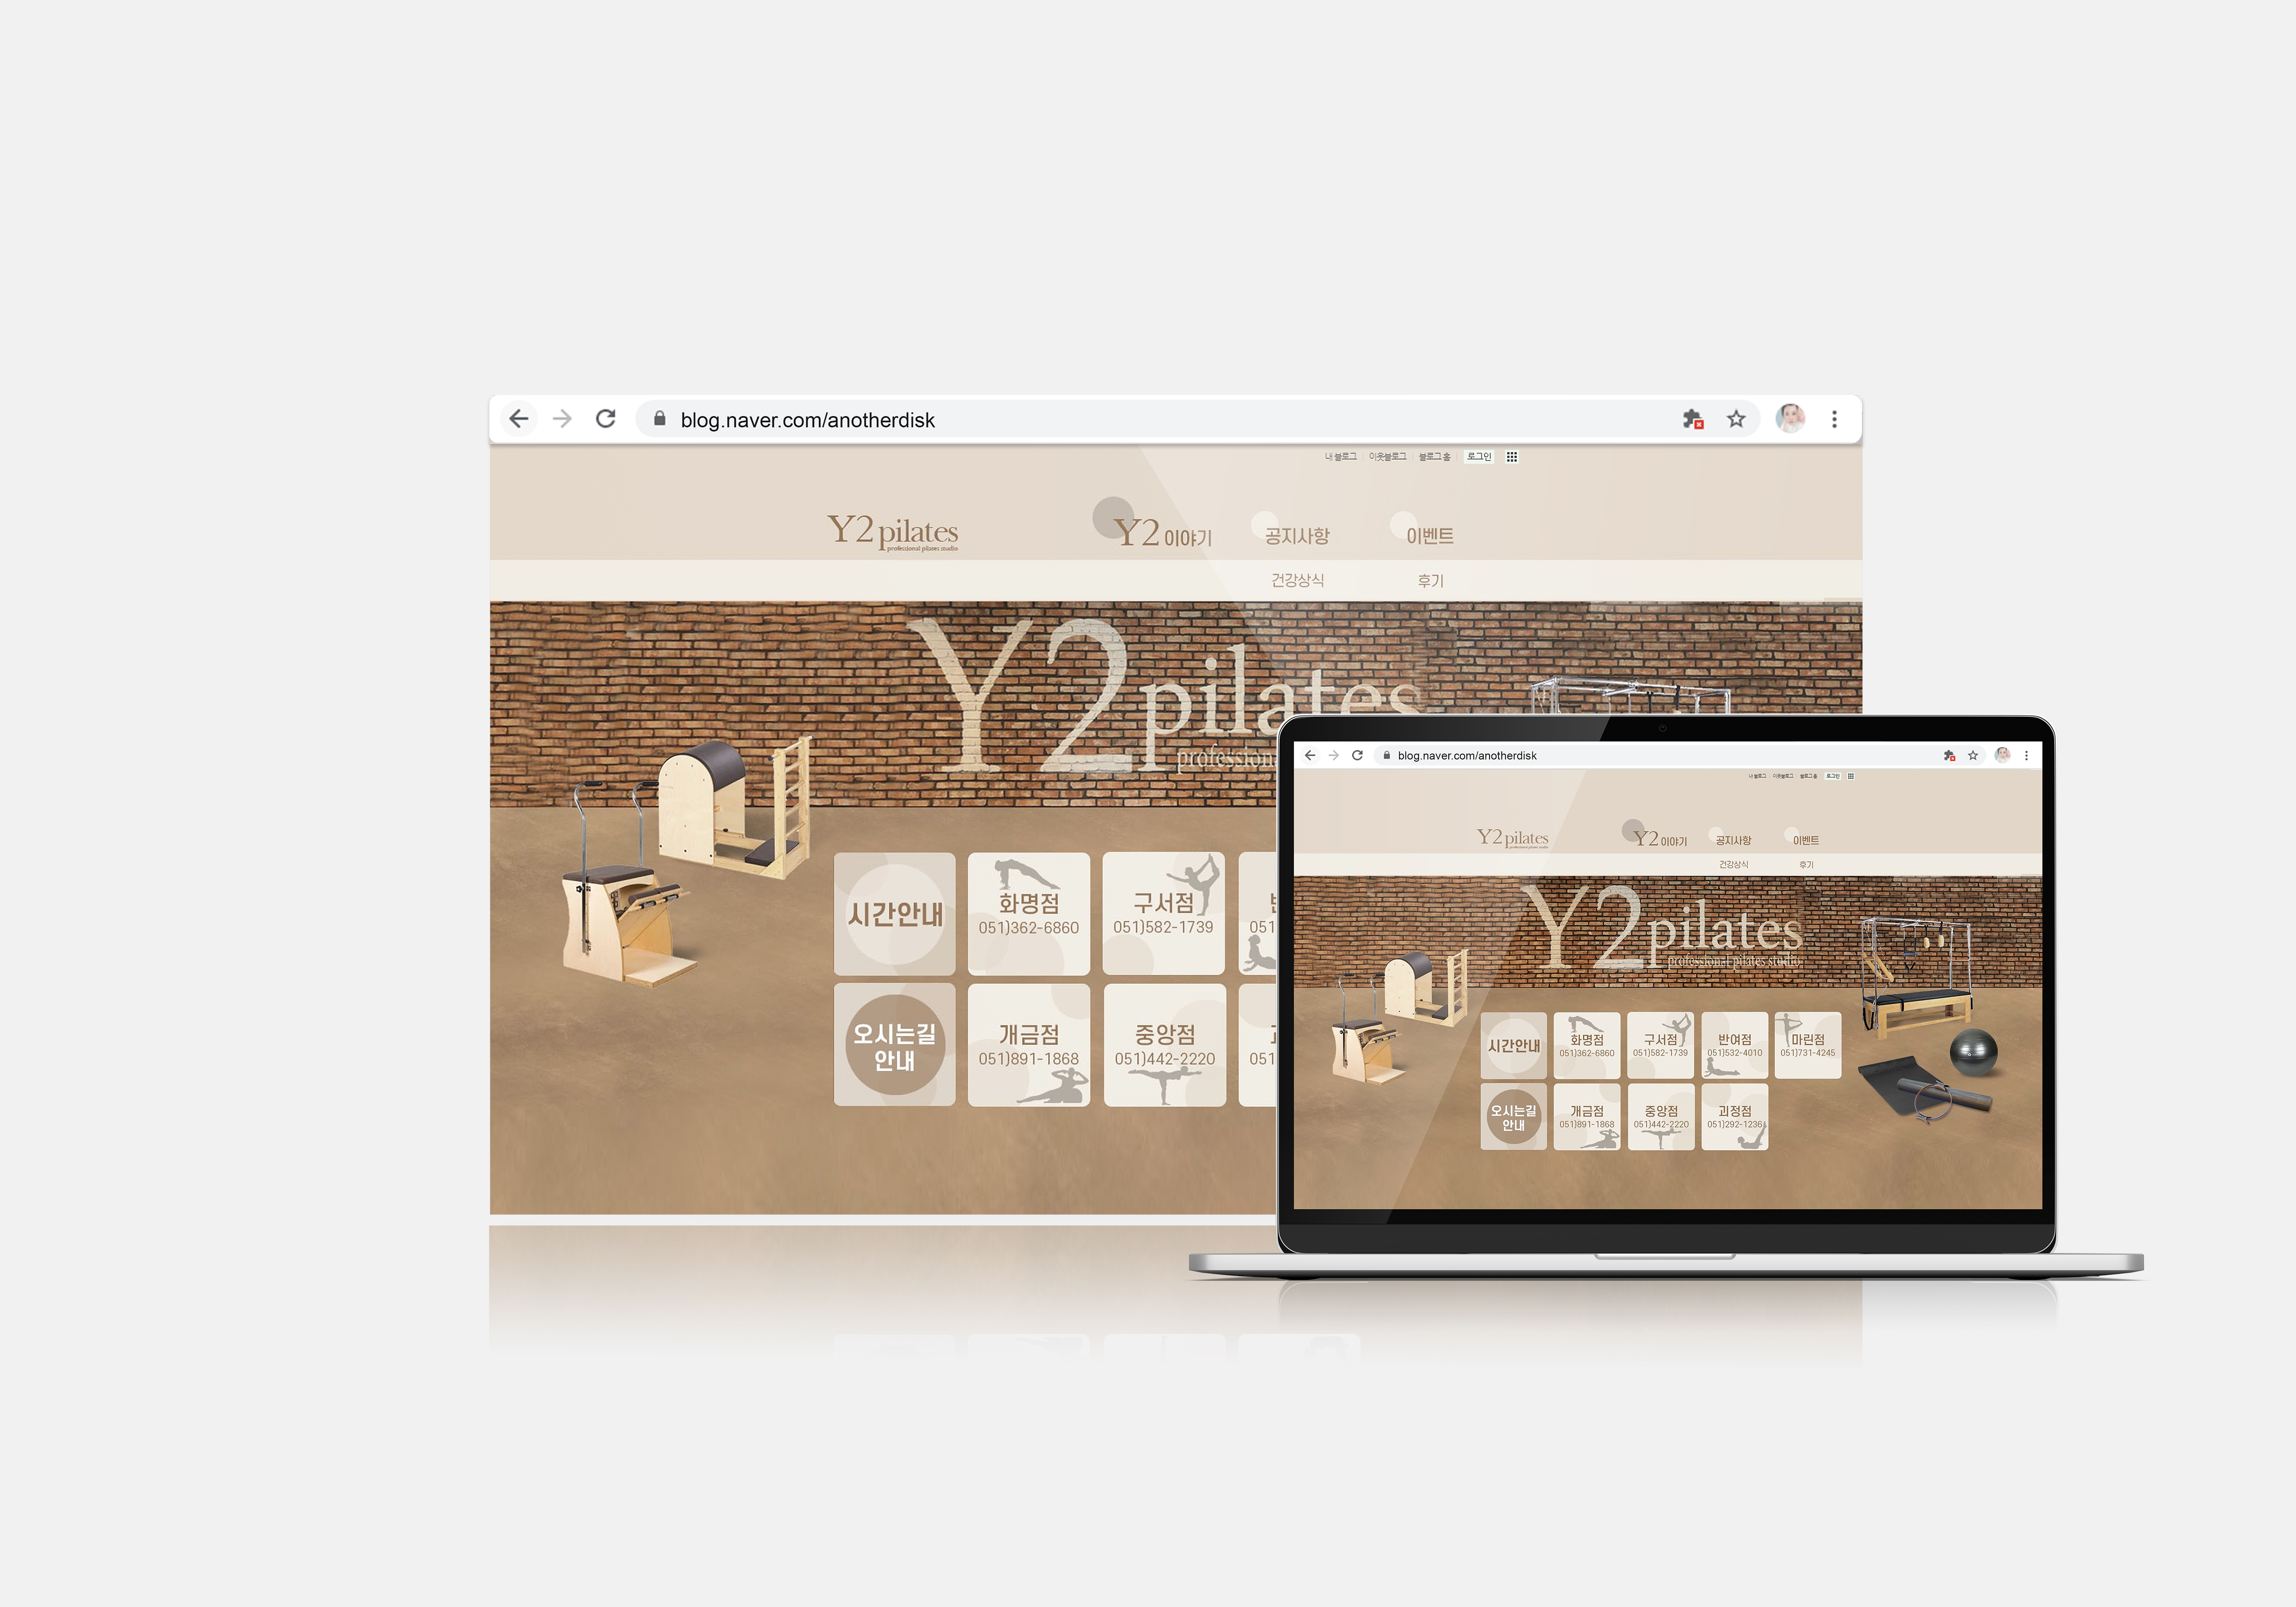 blog.naver.com/anotherdisk
내 블로그 이웃블로그 블로그 홈 로그인
Y2 pilates
professional pilates studio
Y2 이야기 공지사항 이벤트
건강상식 후기
Y2 pilates
profession
시간안내
화명점
051)362-6860
구서점
051)582-1739
051
오시는길
안내
개금점
051)891-1868
중앙점
051)442-2220
051
blog.naver.com/anotherdisk
내 블로그 이웃블로그 블로그 홈 로그인
Y2 pilates
professional pilates studio
Y2 이야기 공지사항 이벤트
건강상식 후기
Y2 pilates
professional pilates studio
시간안내
화명점
051)362-6860
구서점
051)582-1739
반여점
051)532-4010
마린점
051)731-4245
오시는길
안내
개금점
051)891-1868
중앙점
051)442-2220
괴정점
051)292-1236